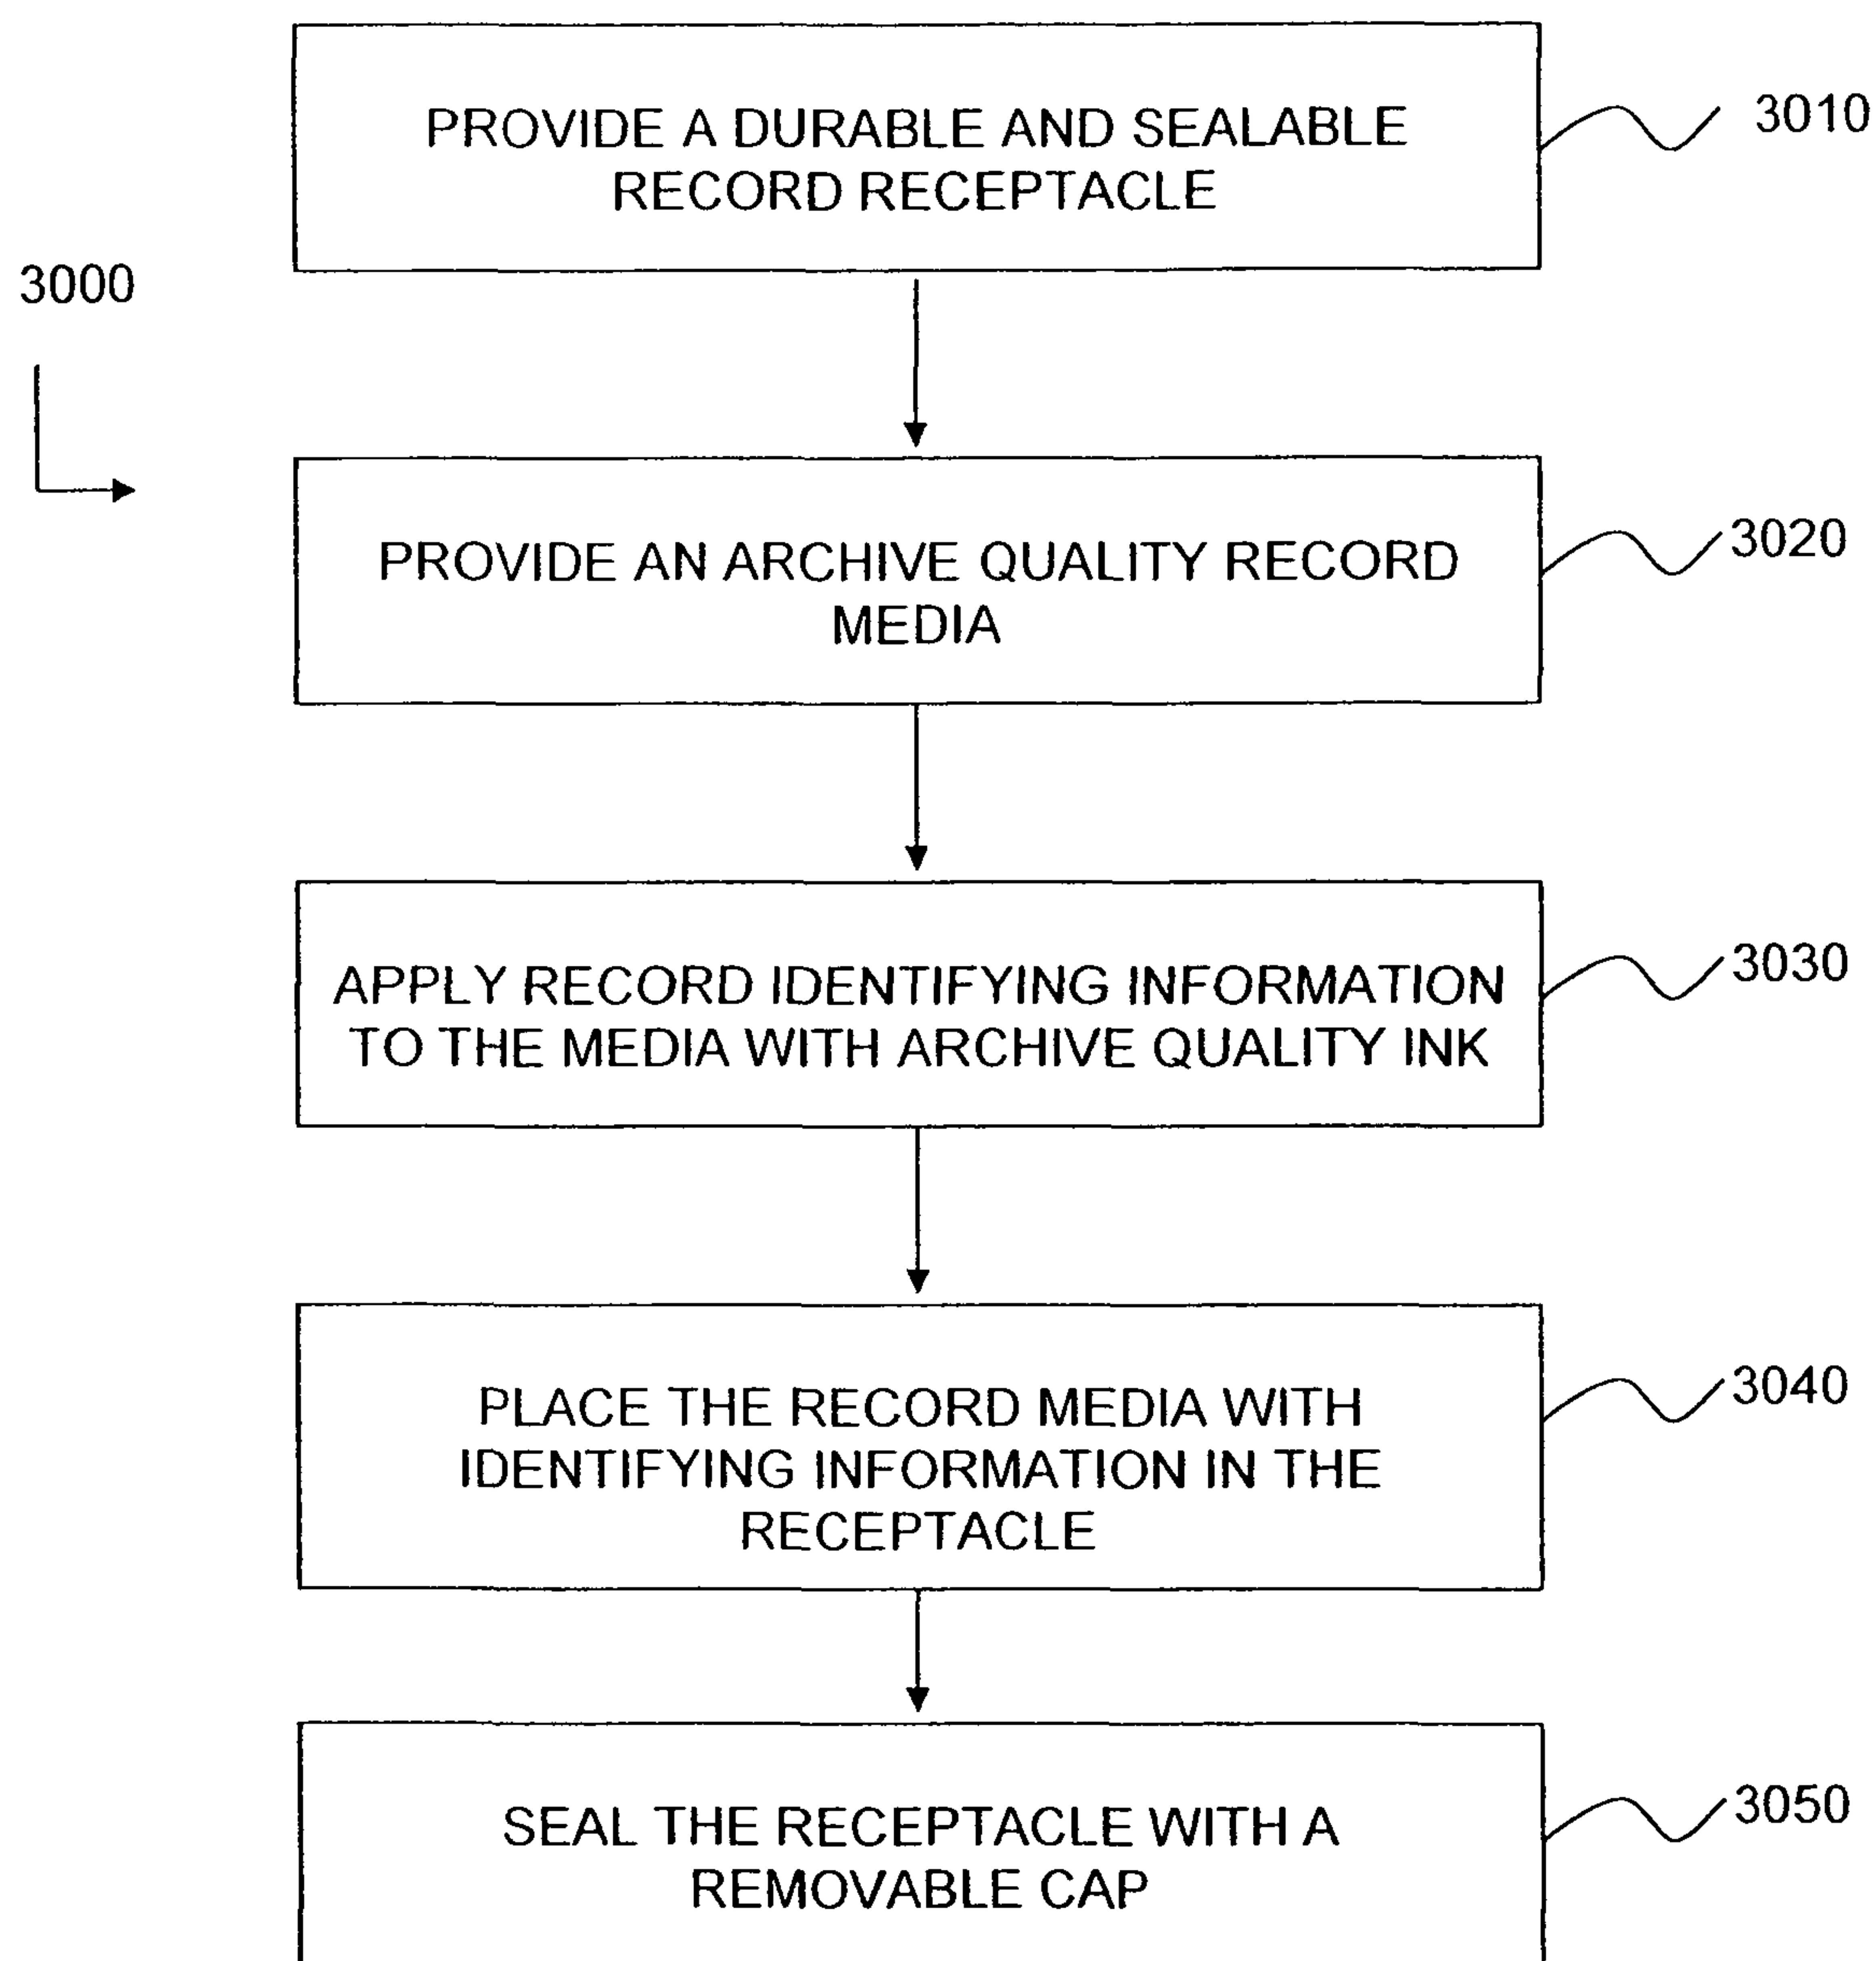 PROVIDE A DURABLE AND SEALABLE
RECORD RECEPTACLE
3010
3000
PROVIDE AN ARCHIVE QUALITY RECORD
MEDIA
3020
APPLY RECORD IDENTIFYING INFORMATION
TO THE MEDIA WITH ARCHIVE QUALITY INK
3030
PLACE THE RECORD MEDIA WITH
IDENTIFYING INFORMATION IN THE
RECEPTACLE
3040
SEAL THE RECEPTACLE WITH A
REMOVABLE CAP
3050